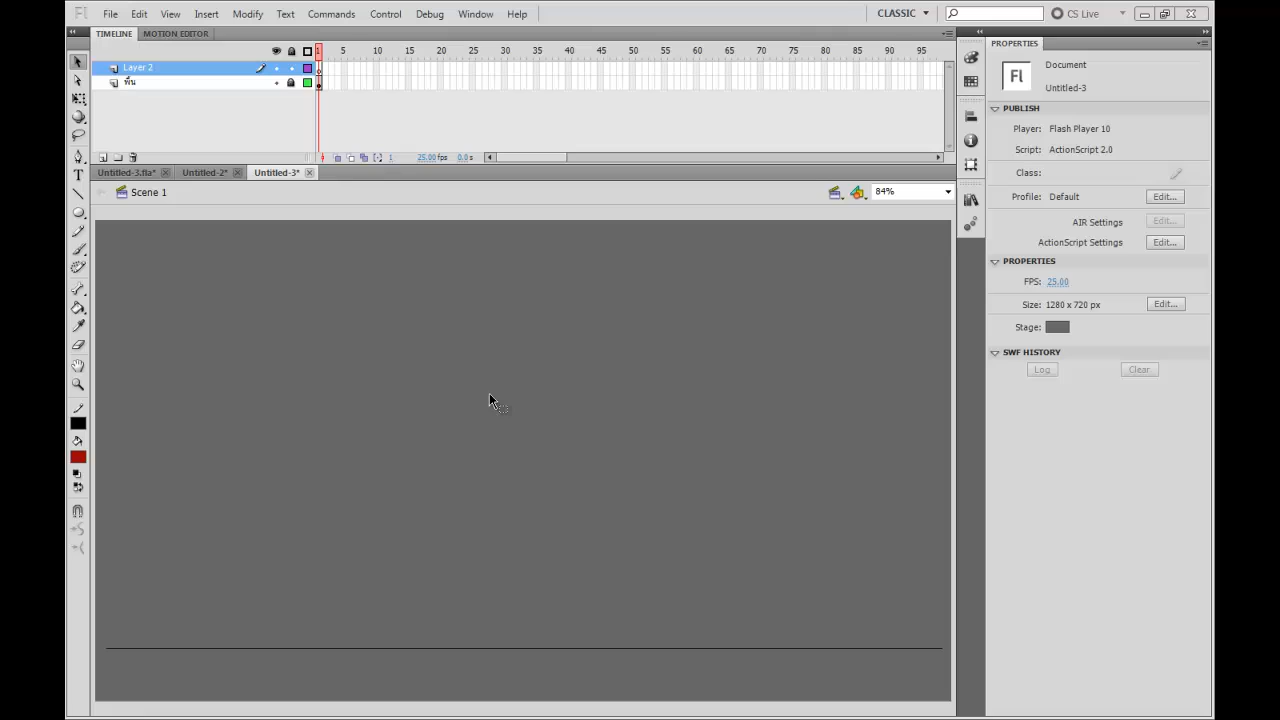 Fl File Edit View Insert Modify Text Commands Control Debug Window Help CLASSIC CS Live
TIMELINE MOTION EDITOR
1 5 10 15 20 25 30 35 40 45 50 55 60 65 70 75 80 85 90 95
Layer 2
พื้น
1 25.00 fps 0.0 s
Untitled-3.fla* Untitled-2* Untitled-3*
Scene 1 84%
PROPERTIES
Fl Document
Untitled-3
PUBLISH
Player: Flash Player 10
Script: ActionScript 2.0
Class:
Profile: Default Edit...
AIR Settings Edit...
ActionScript Settings Edit...
PROPERTIES
FPS: 25.00
Size: 1280 x 720 px Edit...
Stage:
SWF HISTORY
Log Clear